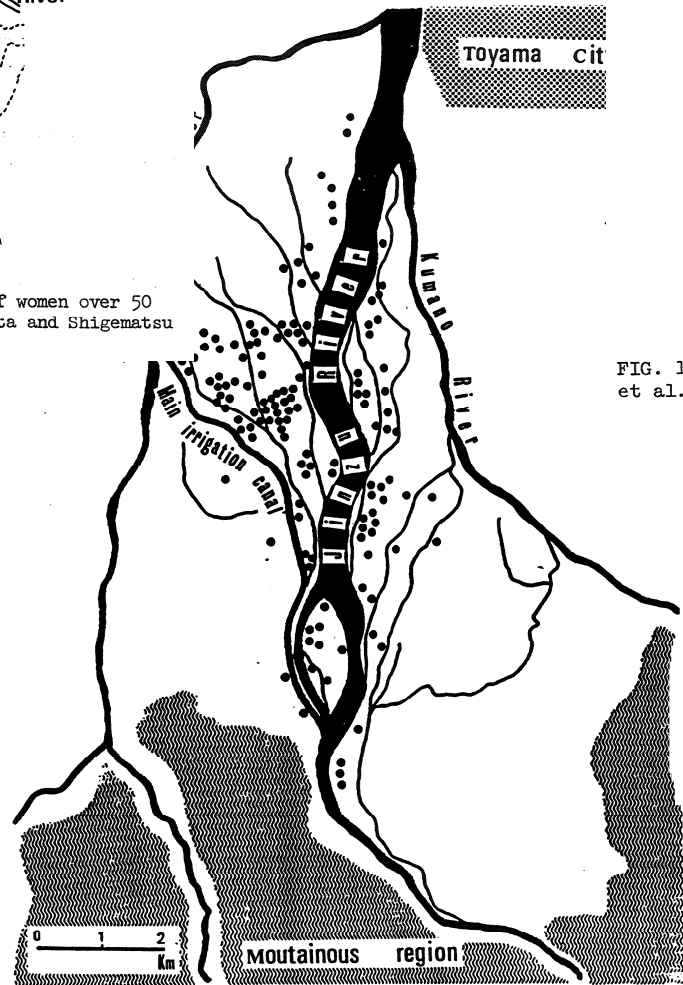 Toyama Cit
Kumano River
f women over 50
ta and Shigematsu
FIG. 1
et al.
Main irrigation canal
Jinzu River
0 1 2
Km
Moutainous region